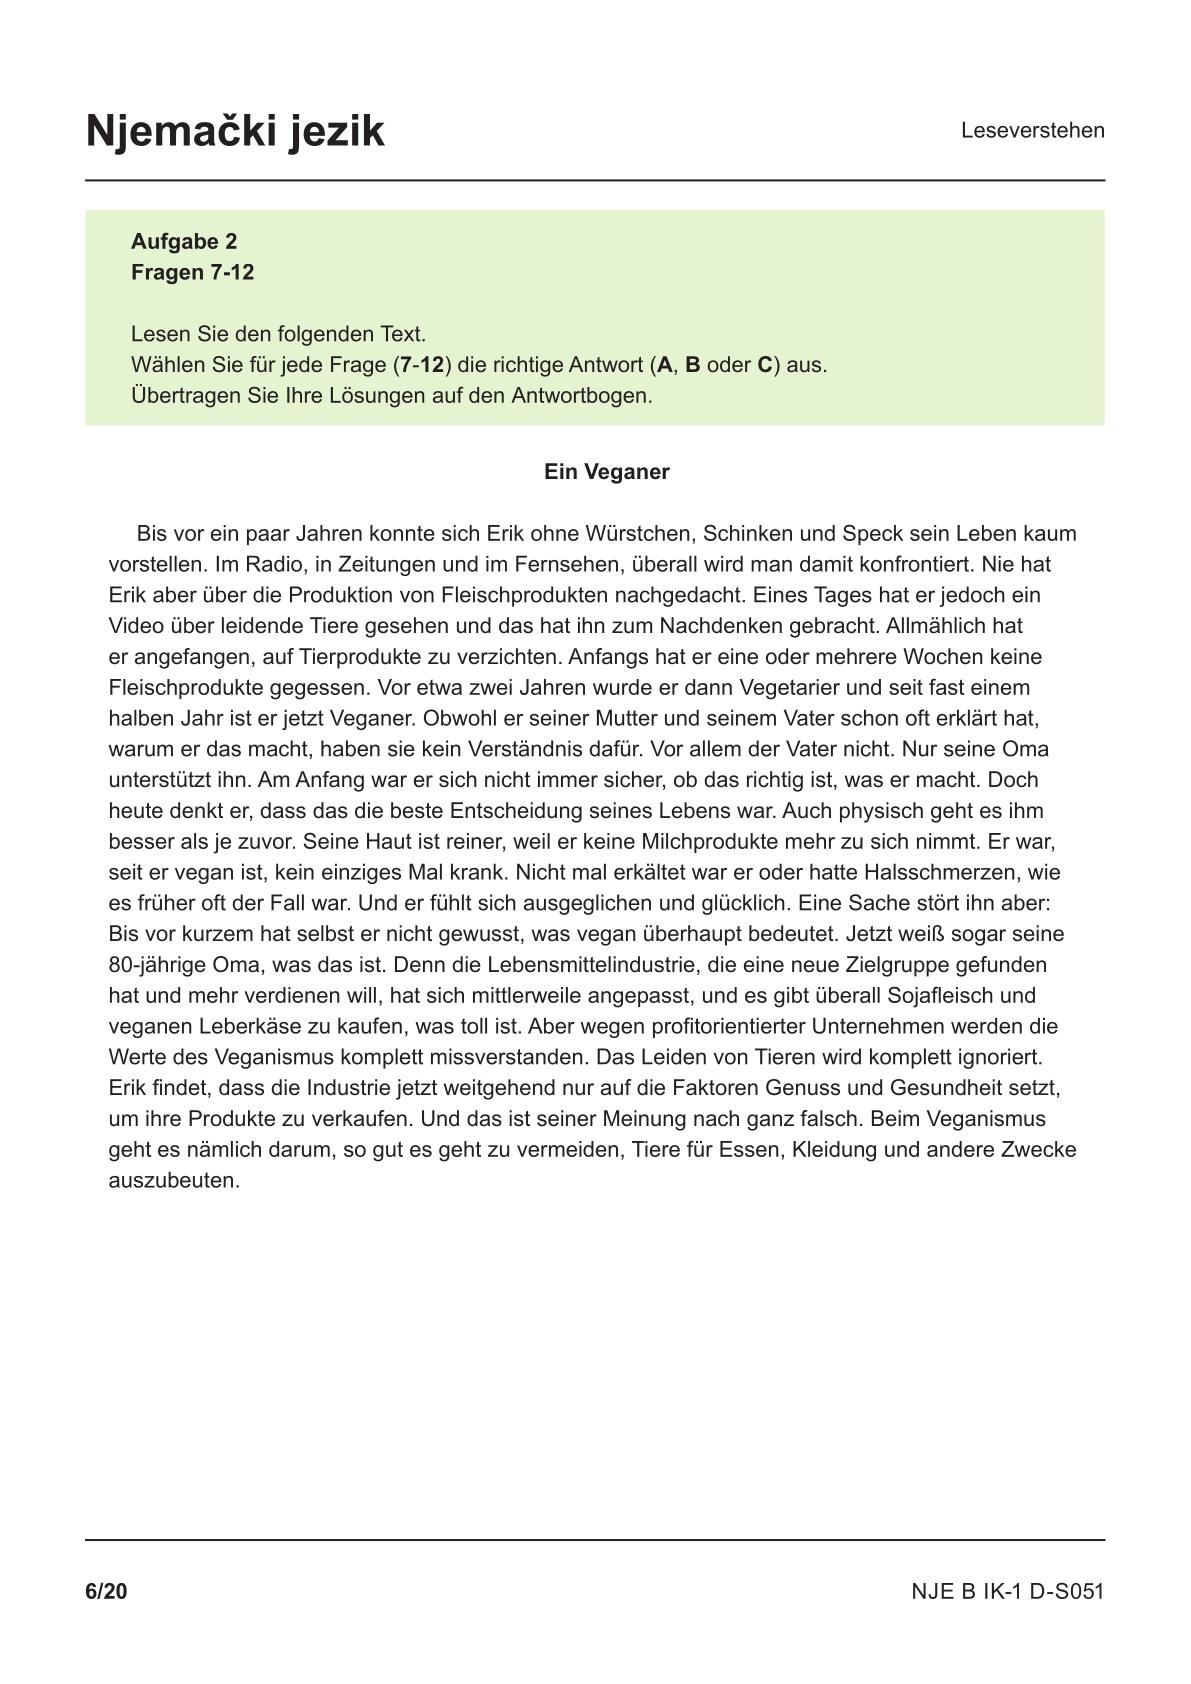 Njemački jezik
Leseverstehen
Aufgabe 2
Fragen 7-12
Lesen Sie den folgenden Text.
Wählen Sie für jede Frage (7-12) die richtige Antwort (A, B oder C) aus.
Übertragen Sie Ihre Lösungen auf den Antwortbogen.
Ein Veganer
Bis vor ein paar Jahren konnte sich Erik ohne Würstchen, Schinken und Speck sein Leben kaum
vorstellen. Im Radio, in Zeitungen und im Fernsehen, überall wird man damit konfrontiert. Nie hat
Erik aber über die Produktion von Fleischprodukten nachgedacht. Eines Tages hat er jedoch ein
Video über leidende Tiere gesehen und das hat ihn zum Nachdenken gebracht. Allmählich hat
er angefangen, auf Tierprodukte zu verzichten. Anfangs hat er eine oder mehrere Wochen keine
Fleischprodukte gegessen. Vor etwa zwei Jahren wurde er dann Vegetarier und seit fast einem
halben Jahr ist er jetzt Veganer. Obwohl er seiner Mutter und seinem Vater schon oft erklärt hat,
warum er das macht, haben sie kein Verständnis dafür. Vor allem der Vater nicht. Nur seine Oma
unterstützt ihn. Am Anfang war er sich nicht immer sicher, ob das richtig ist, was er macht. Doch
heute denkt er, dass das die beste Entscheidung seines Lebens war. Auch physisch geht es ihm
besser als je zuvor. Seine Haut ist reiner, weil er keine Milchprodukte mehr zu sich nimmt. Er war,
seit er vegan ist, kein einziges Mal krank. Nicht mal erkältet war er oder hatte Halsschmerzen, wie
es früher oft der Fall war. Und er fühlt sich ausgeglichen und glücklich. Eine Sache stört ihn aber:
Bis vor kurzem hat selbst er nicht gewusst, was vegan überhaupt bedeutet. Jetzt weiß sogar seine
80-jährige Oma, was das ist. Denn die Lebensmittelindustrie, die eine neue Zielgruppe gefunden
hat und mehr verdienen will, hat sich mittlerweile angepasst, und es gibt überall Sojafleisch und
veganen Leberkäse zu kaufen, was toll ist. Aber wegen profitorientierter Unternehmen werden die
Werte des Veganismus komplett missverstanden. Das Leiden von Tieren wird komplett ignoriert.
Erik findet, dass die Industrie jetzt weitgehend nur auf die Faktoren Genuss und Gesundheit setzt,
um ihre Produkte zu verkaufen. Und das ist seiner Meinung nach ganz falsch. Beim Veganismus
geht es nämlich darum, so gut es geht zu vermeiden, Tiere für Essen, Kleidung und andere Zwecke
auszubeuten.
6/20
NJE B IK-1 D-S051